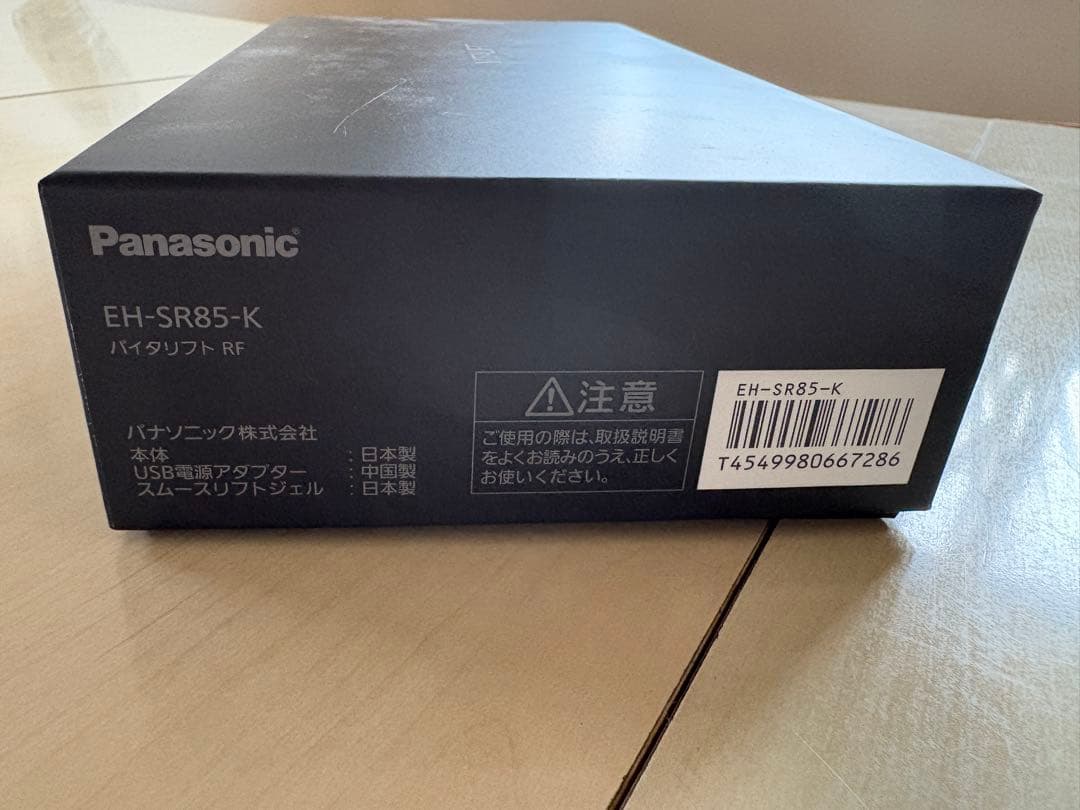 Panasonic®
EH-SR85-K
バイタリフト RF
パナソニック株式会社
本体 : 日本製
USB電源アダプター : 中国製
スムースリフトジェル : 日本製
⚠注意
ご使用の際は、取扱説明書
をよくお読みのうえ、正しく
お使いください。
EH-SR85-K
T4549980667286